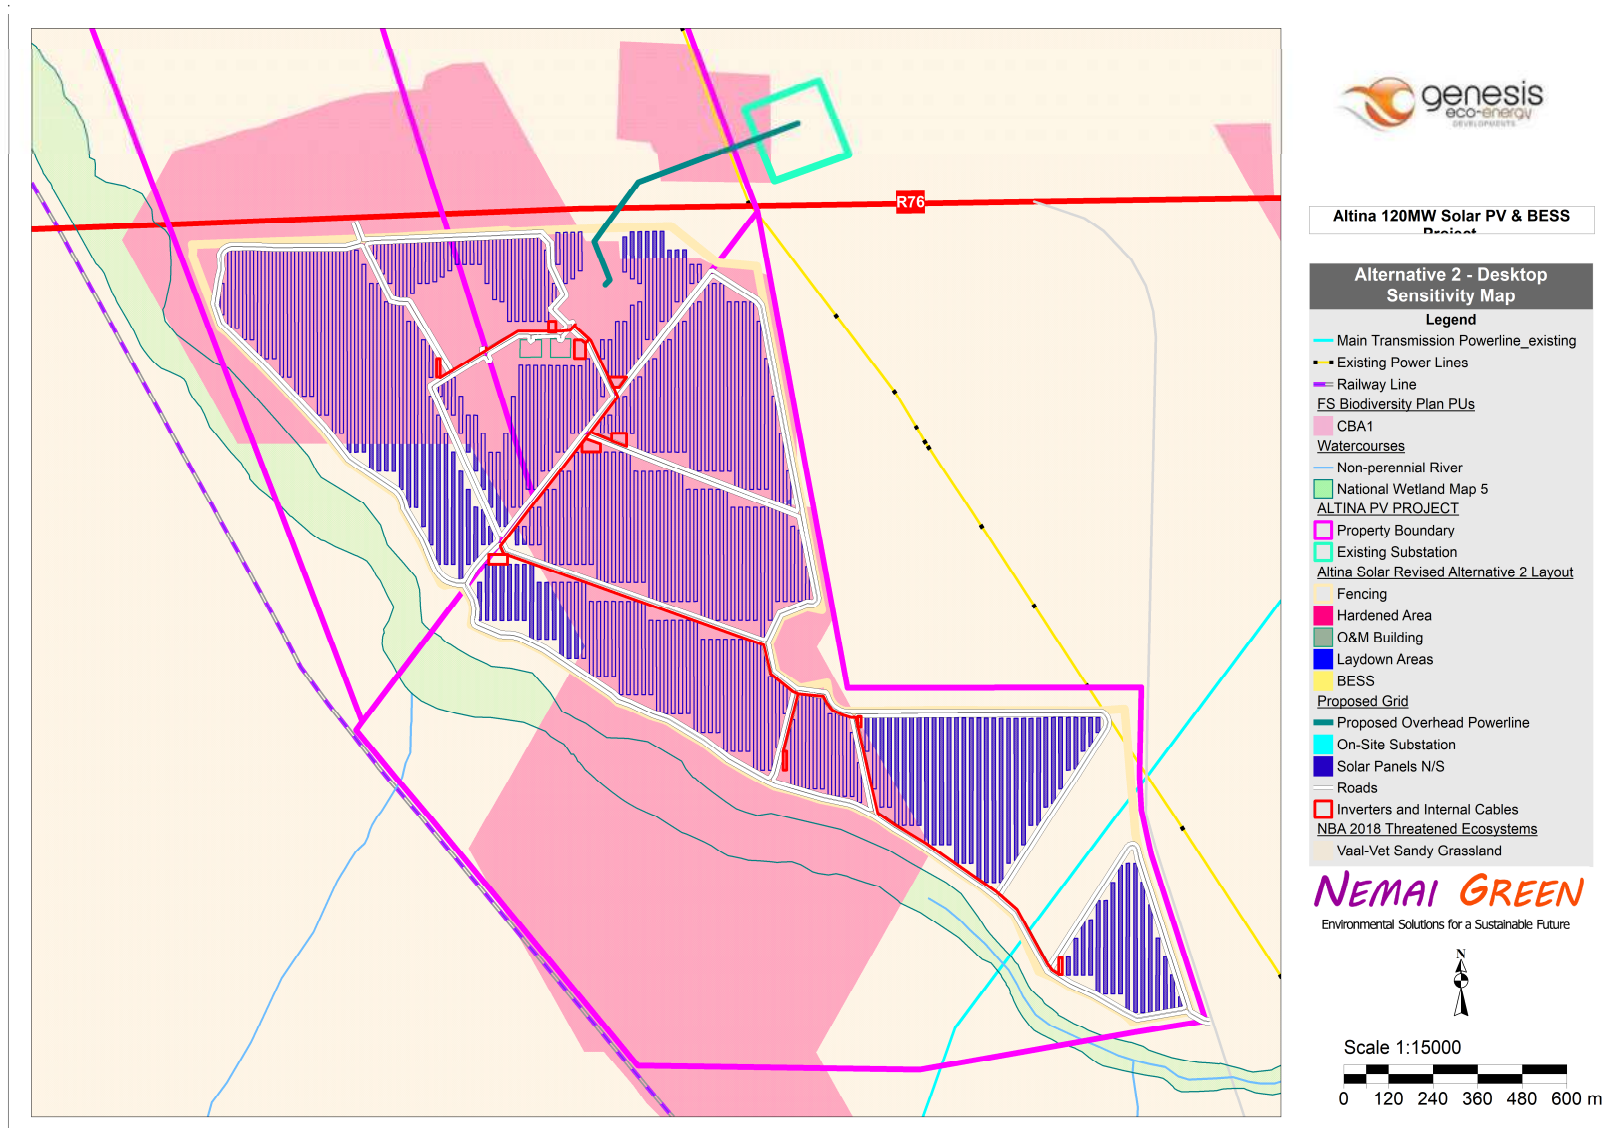 R76
genesis
eco-energy
DEVELOPMENTS
Altina 120MW Solar PV & BESS
Project
Alternative 2 - Desktop
Sensitivity Map
Legend
Main Transmission Powerline_existing
Existing Power Lines
Railway Line
FS Biodiversity Plan PUs
CBA1
Watercourses
Non-perennial River
National Wetland Map 5
ALTINA PV PROJECT
Property Boundary
Existing Substation
Altina Solar Revised Alternative 2 Layout
Fencing
Hardened Area
O&M Building
Laydown Areas
BESS
Proposed Grid
Proposed Overhead Powerline
On-Site Substation
Solar Panels N/S
Roads
Inverters and Internal Cables
NBA 2018 Threatened Ecosystems
Vaal-Vet Sandy Grassland
NEMAI GREEN
Environmental Solutions for a Sustainable Future
N
Scale 1:15000
0 120 240 360 480 600 m